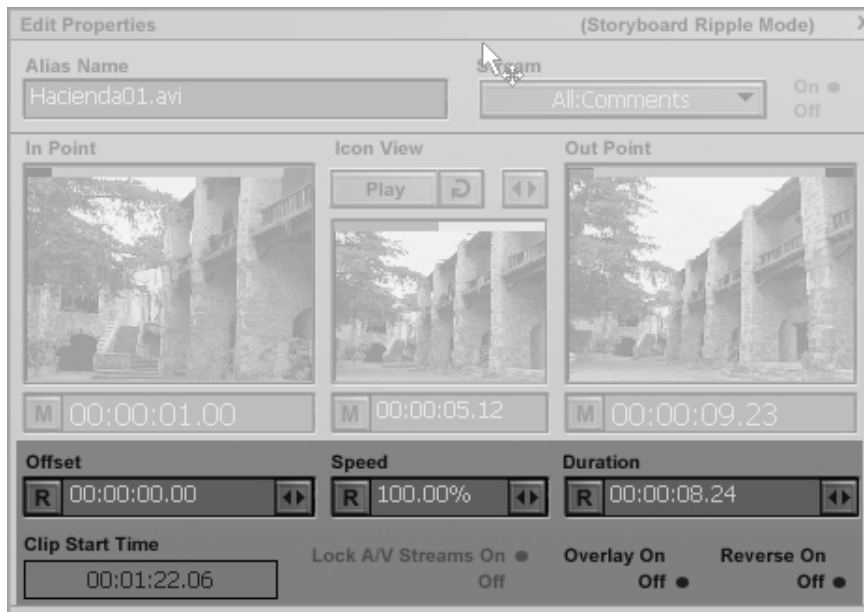 Edit Properties (Storyboard Ripple Mode) X
Alias Name Stream
Hacienda01.avi All:Comments On
Off
In Point Icon View Out Point
Play
M 00:00:01.00 M 00:00:05.12 M 00:00:09.23
Offset Speed Duration
R 00:00:00.00 R 100.00% R 00:00:08.24
Clip Start Time
00:01:22.06
Lock A/V Streams On Overlay On Reverse On
Off Off Off